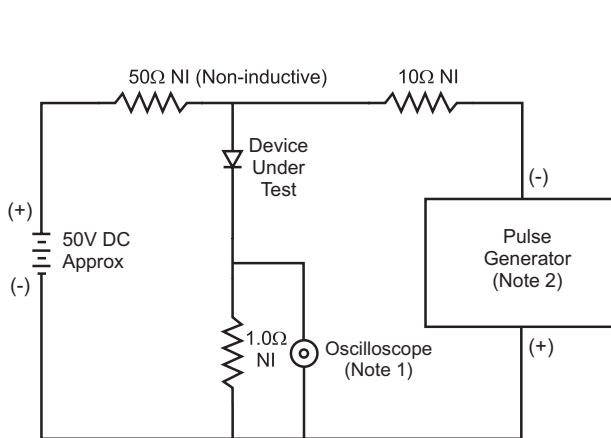 50Ω NI (Non-inductive)
10Ω NI
Device
Under
Test
(+)
50V DC
Approx
(-)
(-)
Pulse
Generator
(Note 2)
(+)
1.0Ω
NI
Oscilloscope
(Note 1)